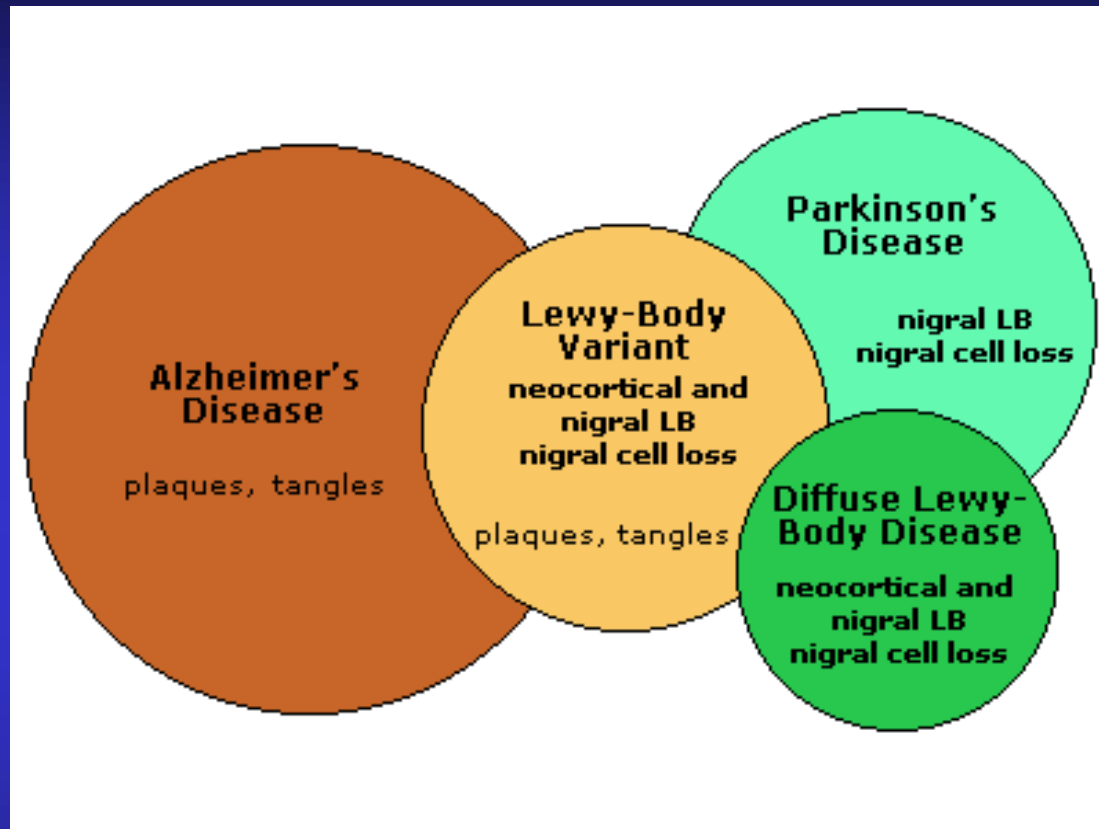 Alzheimer's
Disease
plaques, tangles
Lewy-Body
Variant
neocortical and
nigral LB
nigral cell loss
plaques, tangles
Parkinson's
Disease
nigral LB
nigral cell loss
Diffuse Lewy-
Body Disease
neocortical and
nigral LB
nigral cell loss